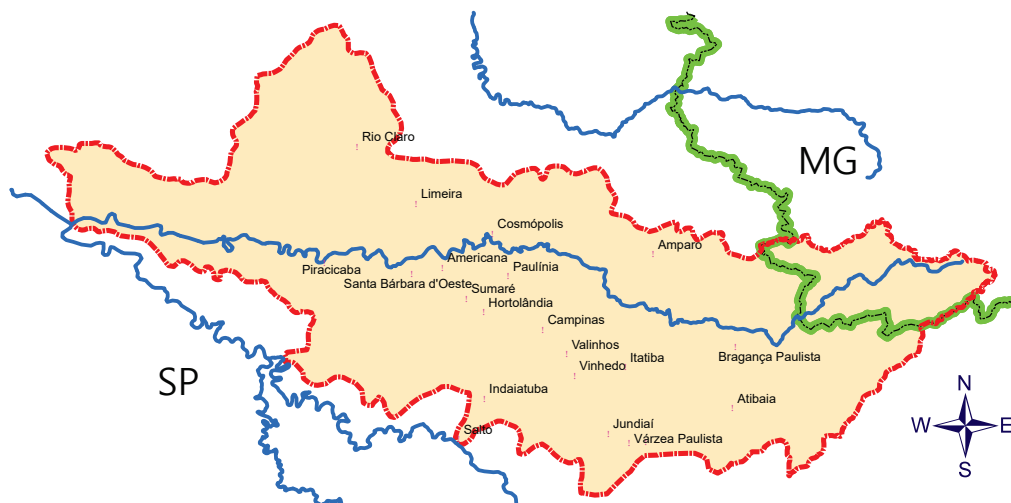 Rio Claro
MG
Limeira
Cosmópolis
Amparo
Americana
Piracicaba
Paulínia
Santa Bárbara d'Oeste
Sumaré
Hortolândia
Campinas
Valinhos
Itatiba
Bragança Paulista
Vinhedo
SP
Indaiatuba
Atibaia
Jundiaí
Salto
Várzea Paulista
N
W
E
S